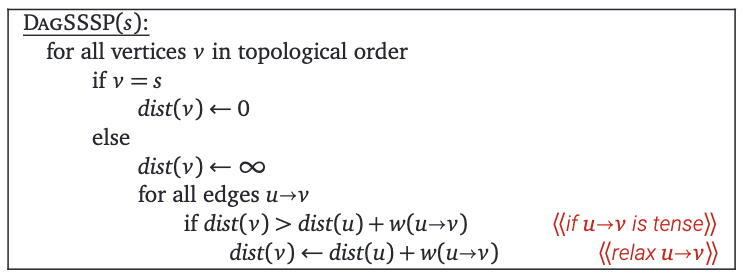 DAGSSSP(s):
for all vertices v in topological order
if v = s
dist(v) ← 0
else
dist(v) ← ∞
for all edges u→v
if dist(v) > dist(u) + w(u→v) ⟨⟨if u→v is tense⟩⟩
dist(v) ← dist(u) + w(u→v) ⟨⟨relax u→v⟩⟩